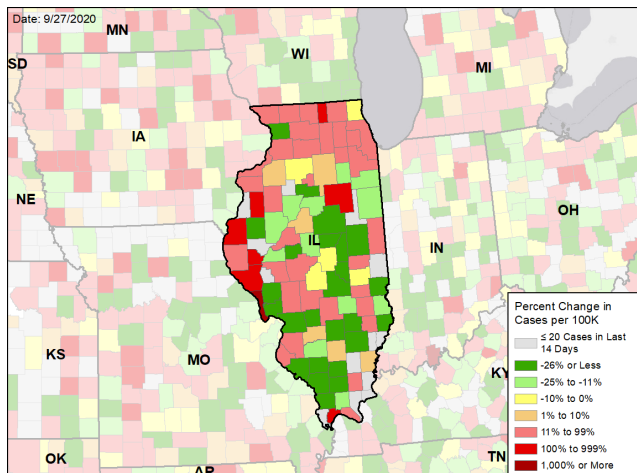 Date: 9/27/2020
MN
WI
SD
MI
IA
NE
OH
IL
IN
MO
KS
KY
OK
AR
TN
Percent Change in
Cases per 100K
≤ 20 Cases in Last
14 Days
-26% or Less
-25% to -11%
-10% to 0%
1% to 10%
11% to 99%
100% to 999%
1,000% or More